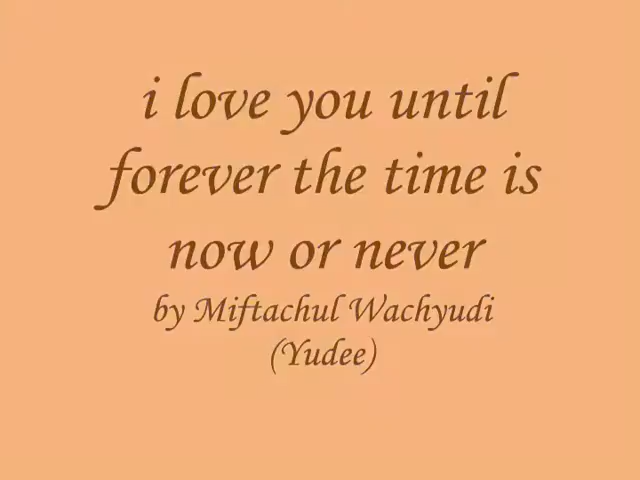 i love you until
forever the time is
now or never
by Miftachul Wachyudi
(Yudee)